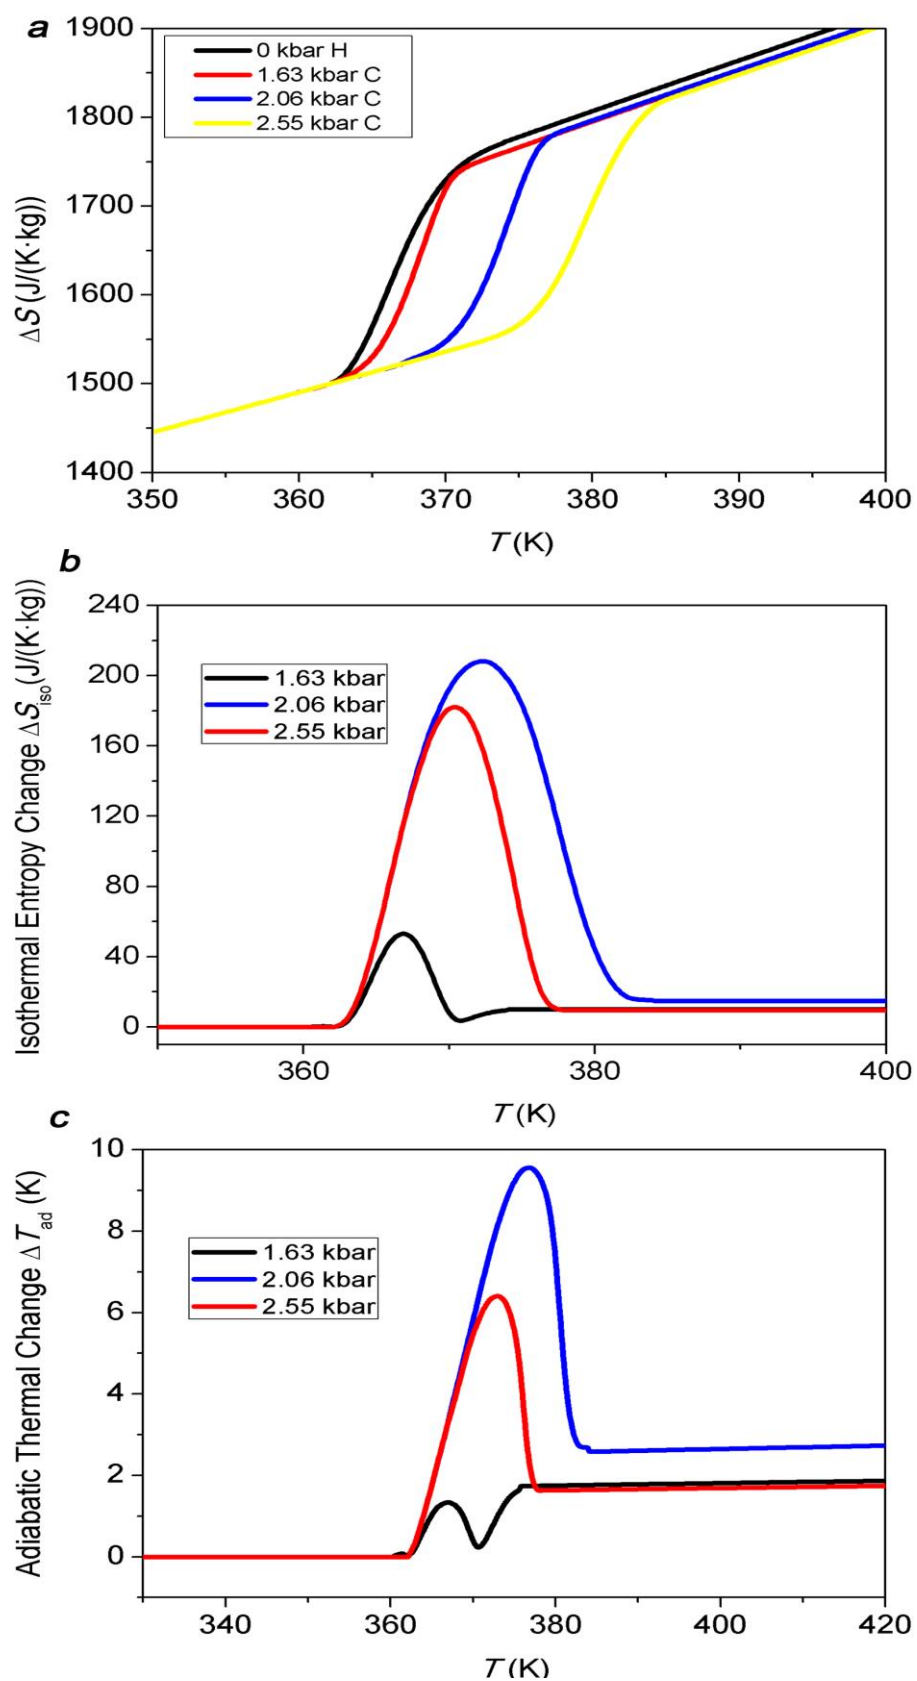 a
1900
1800
1700
1600
1500
1400
ΔS (J/(K·kg))
0 kbar H
1.63 kbar C
2.06 kbar C
2.55 kbar C
350 360 370 380 390 400
T (K)
b
240
200
160
120
80
40
0
Isothermal Entropy Change ΔSiso(J/(K·kg))
1.63 kbar
2.06 kbar
2.55 kbar
360 380 400
T (K)
c
10
8
6
4
2
0
Adiabatic Thermal Change ΔTad (K)
1.63 kbar
2.06 kbar
2.55 kbar
340 360 380 400 420
T (K)